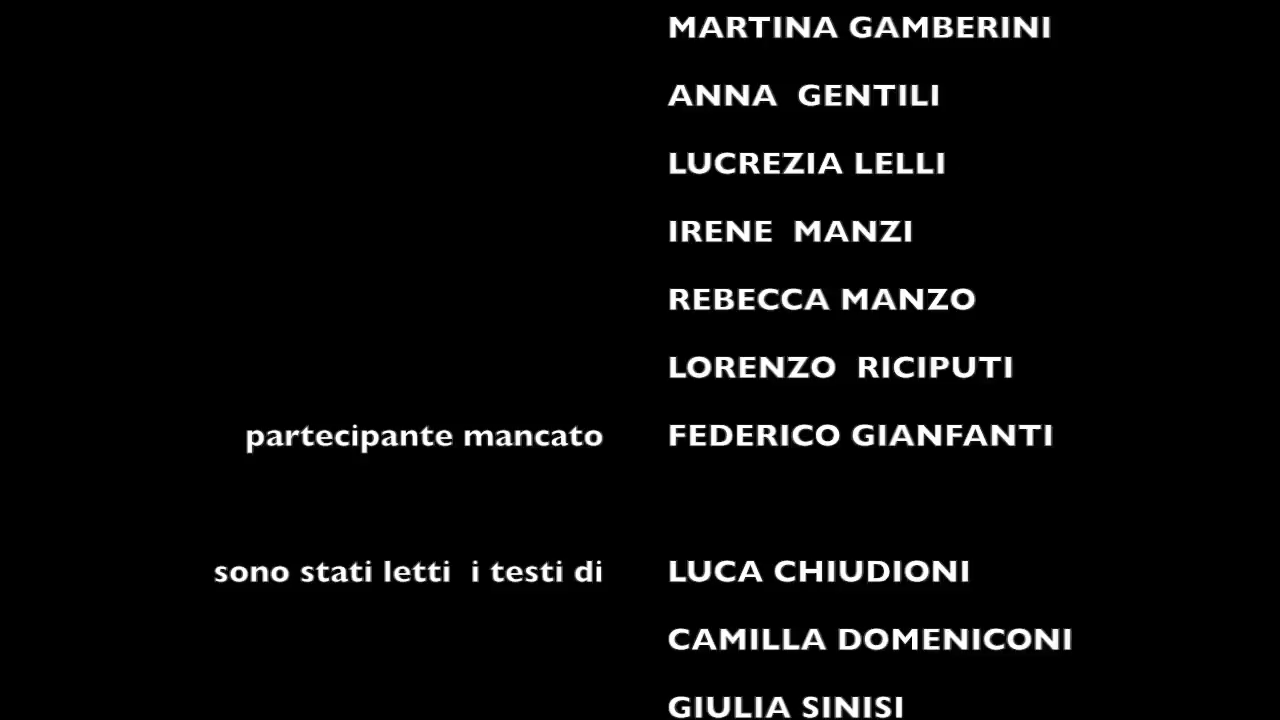 MARTINA GAMBERINI
ANNA GENTILI
LUCREZIA LELLI
IRENE MANZI
REBECCA MANZO
LORENZO RICIPUTI
partecipante mancato FEDERICO GIANFANTI
sono stati letti i testi di LUCA CHIUDIONI
CAMILLA DOMENICONI
GIULIA SINISI